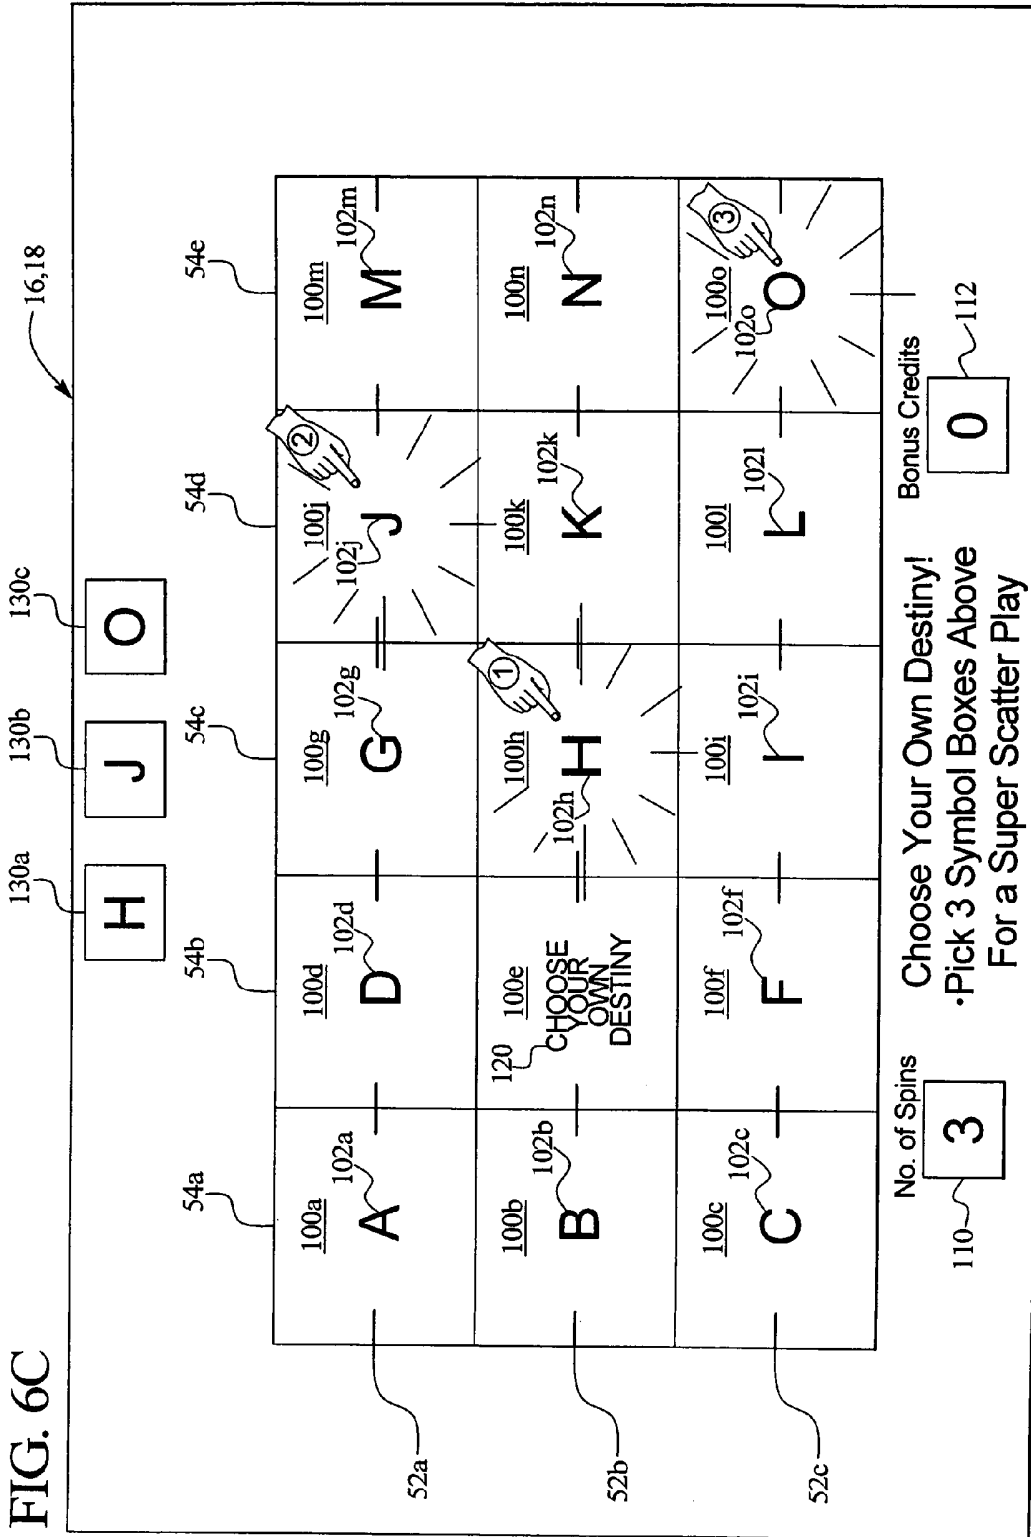 FIG. 6C
16,18
130a 130b 130c
H J O
54a 54b 54c 54d 54e
100a 100d 100g 100j 100m
102a 102d 102g 102j 102m
A D G J M
②
52a
100b 100e 100h 100k 100n
102b 120 102h 102k 102n
B CHOOSE
YOUR
OWN
DESTINY
H K N
①
52b
100c 100f 100i 100l 100o
102c 102f 102i 102l 102o
C F I L O
③
52c
No. of Spins
3
110
Choose Your Own Destiny!
·Pick 3 Symbol Boxes Above
For a Super Scatter Play
Bonus Credits
0
112